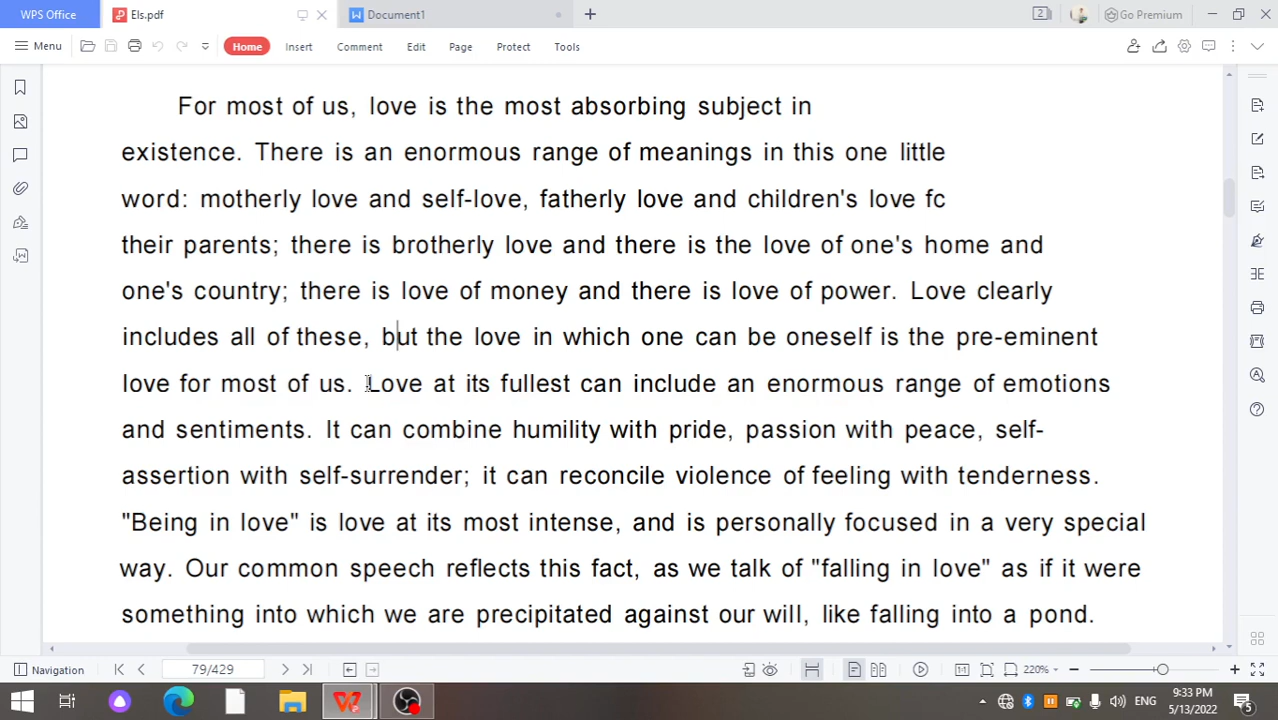 WPS Office
Els.pdf
Document1
2
Go Premium
Menu
Home
Insert
Comment
Edit
Page
Protect
Tools
For most of us, love is the most absorbing subject in
existence. There is an enormous range of meanings in this one little
word: motherly love and self-love, fatherly love and children's love fc
their parents; there is brotherly love and there is the love of one's home and
one's country; there is love of money and there is love of power. Love clearly
includes all of these, but the love in which one can be oneself is the pre-eminent
love for most of us. Love at its fullest can include an enormous range of emotions
and sentiments. It can combine humility with pride, passion with peace, self-
assertion with self-surrender; it can reconcile violence of feeling with tenderness.
"Being in love" is love at its most intense, and is personally focused in a very special
way. Our common speech reflects this fact, as we talk of "falling in love" as if it were
something into which we are precipitated against our will, like falling into a pond.
Navigation
79/429
220%
ENG
9:33 PM
5/13/2022
5